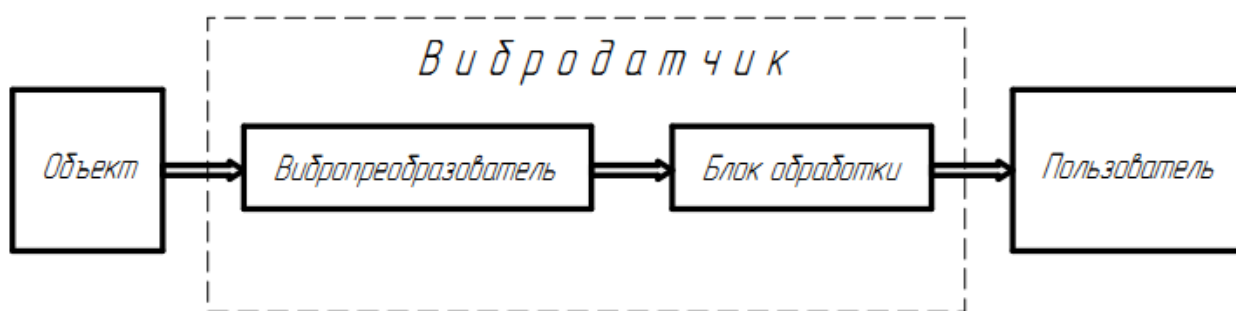 Вибродатчик
Объект
Вибропреобразователь
Блок обработки
Пользователь